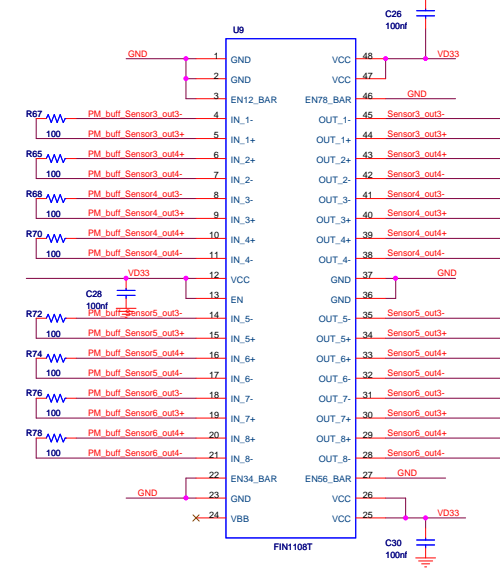 C26
100nf
U9
GND 1 GND VCC 48 VD33
2 GND VCC 47
3 EN12_BAR EN78_BAR 46 GND
R67 PM_buff_Sensor3_out3- 4 IN_1- OUT_1- 45 Sensor3_out3-
100 PM_buff_Sensor3_out3+ 5 IN_1+ OUT_1+ 44 Sensor3_out3+
R65 PM_buff_Sensor3_out4+ 6 IN_2+ OUT_2+ 43 Sensor3_out4+
100 PM_buff_Sensor3_out4- 7 IN_2- OUT_2- 42 Sensor3_out4-
R68 PM_buff_Sensor4_out3- 8 IN_3- OUT_3- 41 Sensor4_out3-
100 PM_buff_Sensor4_out3+ 9 IN_3+ OUT_3+ 40 Sensor4_out3+
R70 PM_buff_Sensor4_out4+ 10 IN_4+ OUT_4+ 39 Sensor4_out4+
100 PM_buff_Sensor4_out4- 11 IN_4- OUT_4- 38 Sensor4_out4-
VD33 12 VCC GND 37 GND
C28 13 EN GND 36
100nf
R72 PM_buff_Sensor5_out3- 14 IN_5- OUT_5- 35 Sensor5_out3-
100 PM_buff_Sensor5_out3+ 15 IN_5+ OUT_5+ 34 Sensor5_out3+
R74 PM_buff_Sensor5_out4+ 16 IN_6+ OUT_6+ 33 Sensor5_out4+
100 PM_buff_Sensor5_out4- 17 IN_6- OUT_6- 32 Sensor5_out4-
R76 PM_buff_Sensor6_out3- 18 IN_7- OUT_7- 31 Sensor6_out3-
100 PM_buff_Sensor6_out3+ 19 IN_7+ OUT_7+ 30 Sensor6_out3+
R78 PM_buff_Sensor6_out4+ 20 IN_8+ OUT_8+ 29 Sensor6_out4+
100 PM_buff_Sensor6_out4- 21 IN_8- OUT_8- 28 Sensor6_out4-
22 EN34_BAR EN56_BAR 27 GND
GND 23 GND VCC 26
24 VBB VCC 25 VD33
FIN1108T
C30
100nf